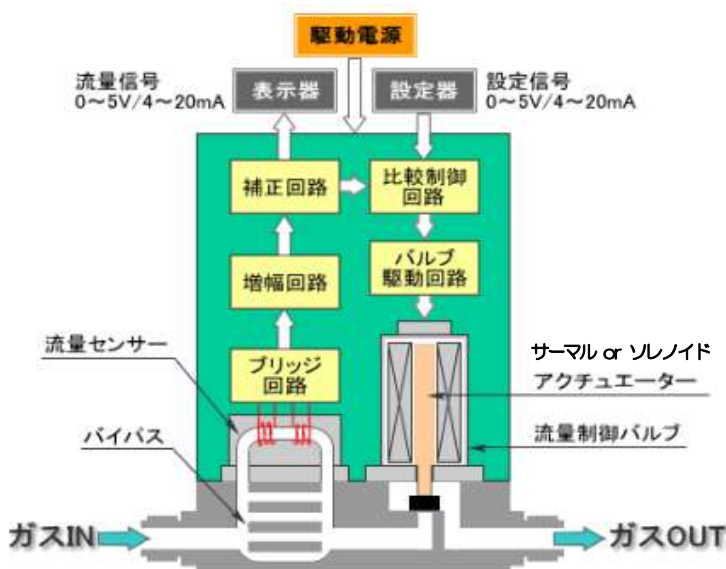 駆動電源
流量信号
0～5V/4～20mA
表示器
設定器
設定信号
0～5V/4～20mA
補正回路
比較制御
回路
増幅回路
バルブ
駆動回路
流量センサー
ブリッジ
回路
サーマル or ソレノイド
アクチュエーター
バイパス
流量制御バルブ
ガスIN
ガスOUT